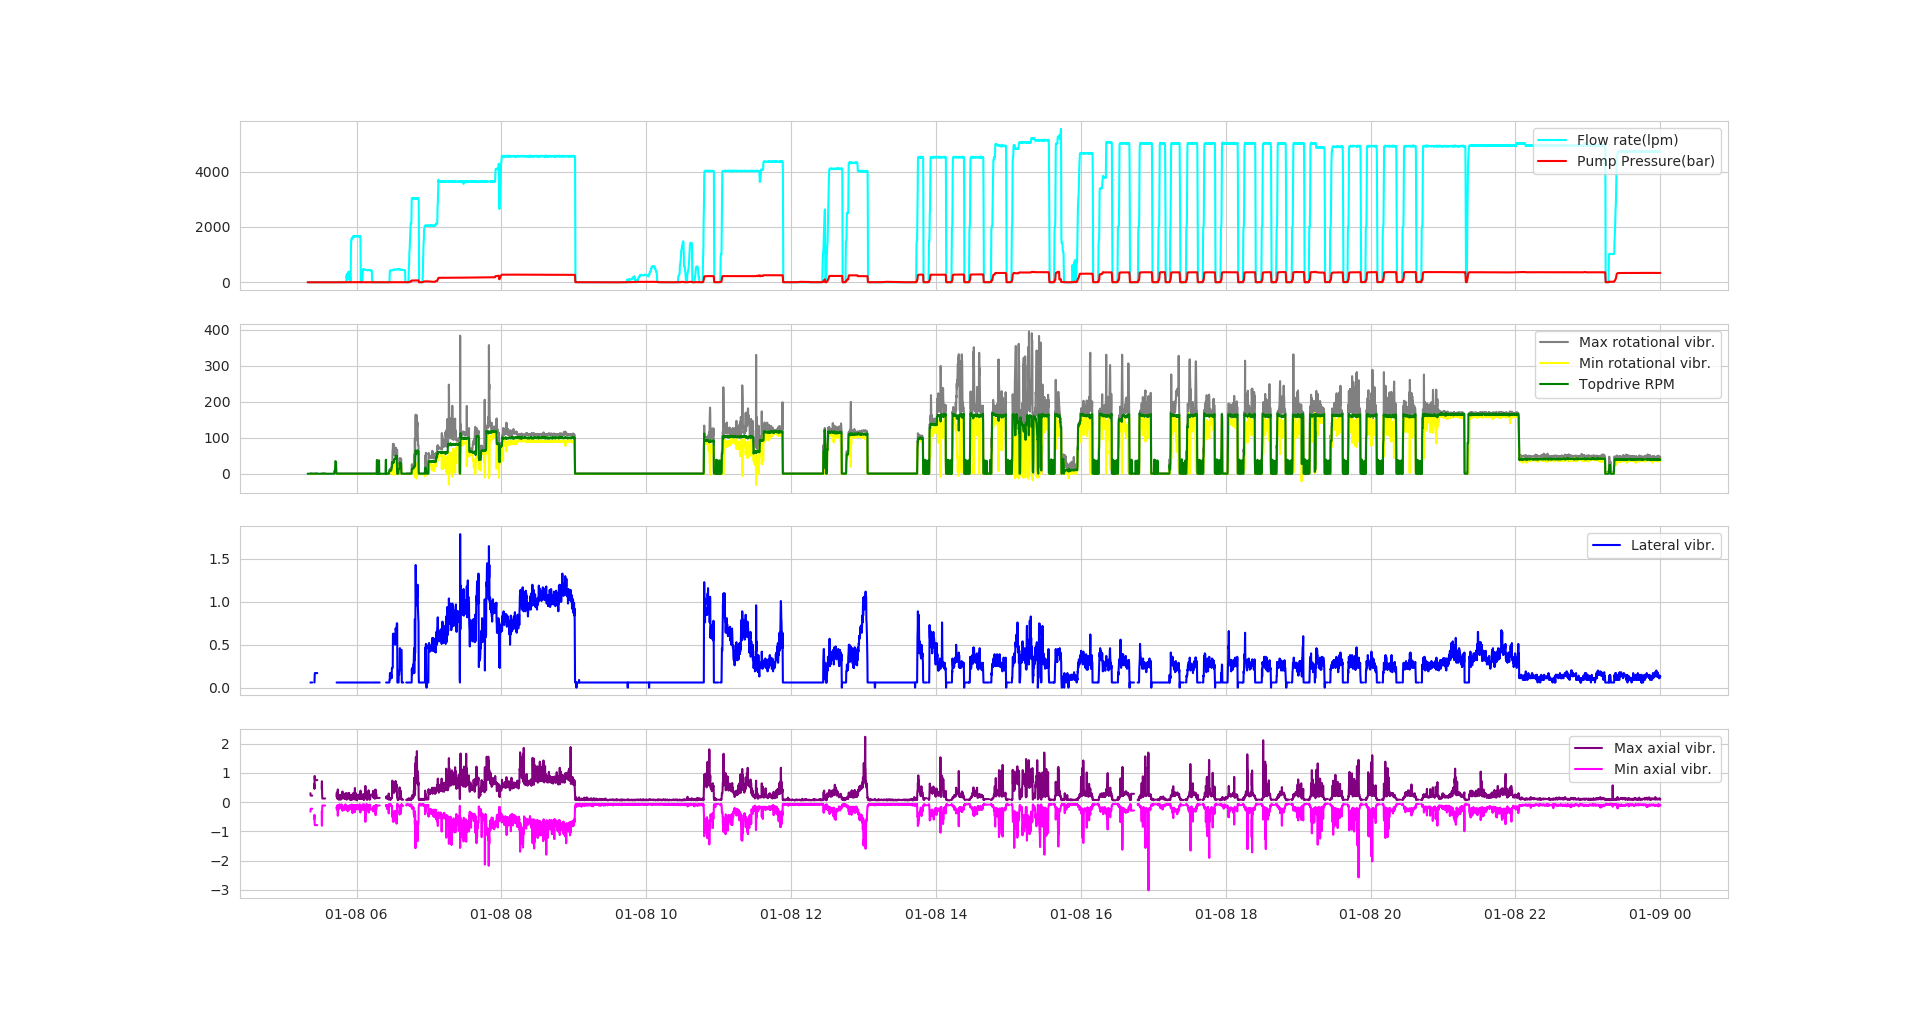 Flow rate(lpm)
Pump Pressure(bar)
4000
2000
0
Max rotational vibr.
Min rotational vibr.
Topdrive RPM
400
300
200
100
0
Lateral vibr.
1.5
1.0
0.5
0.0
Max axial vibr.
Min axial vibr.
2
1
0
−1
−2
−3
01-08 06 01-08 08 01-08 10 01-08 12 01-08 14 01-08 16 01-08 18 01-08 20 01-08 22 01-09 00